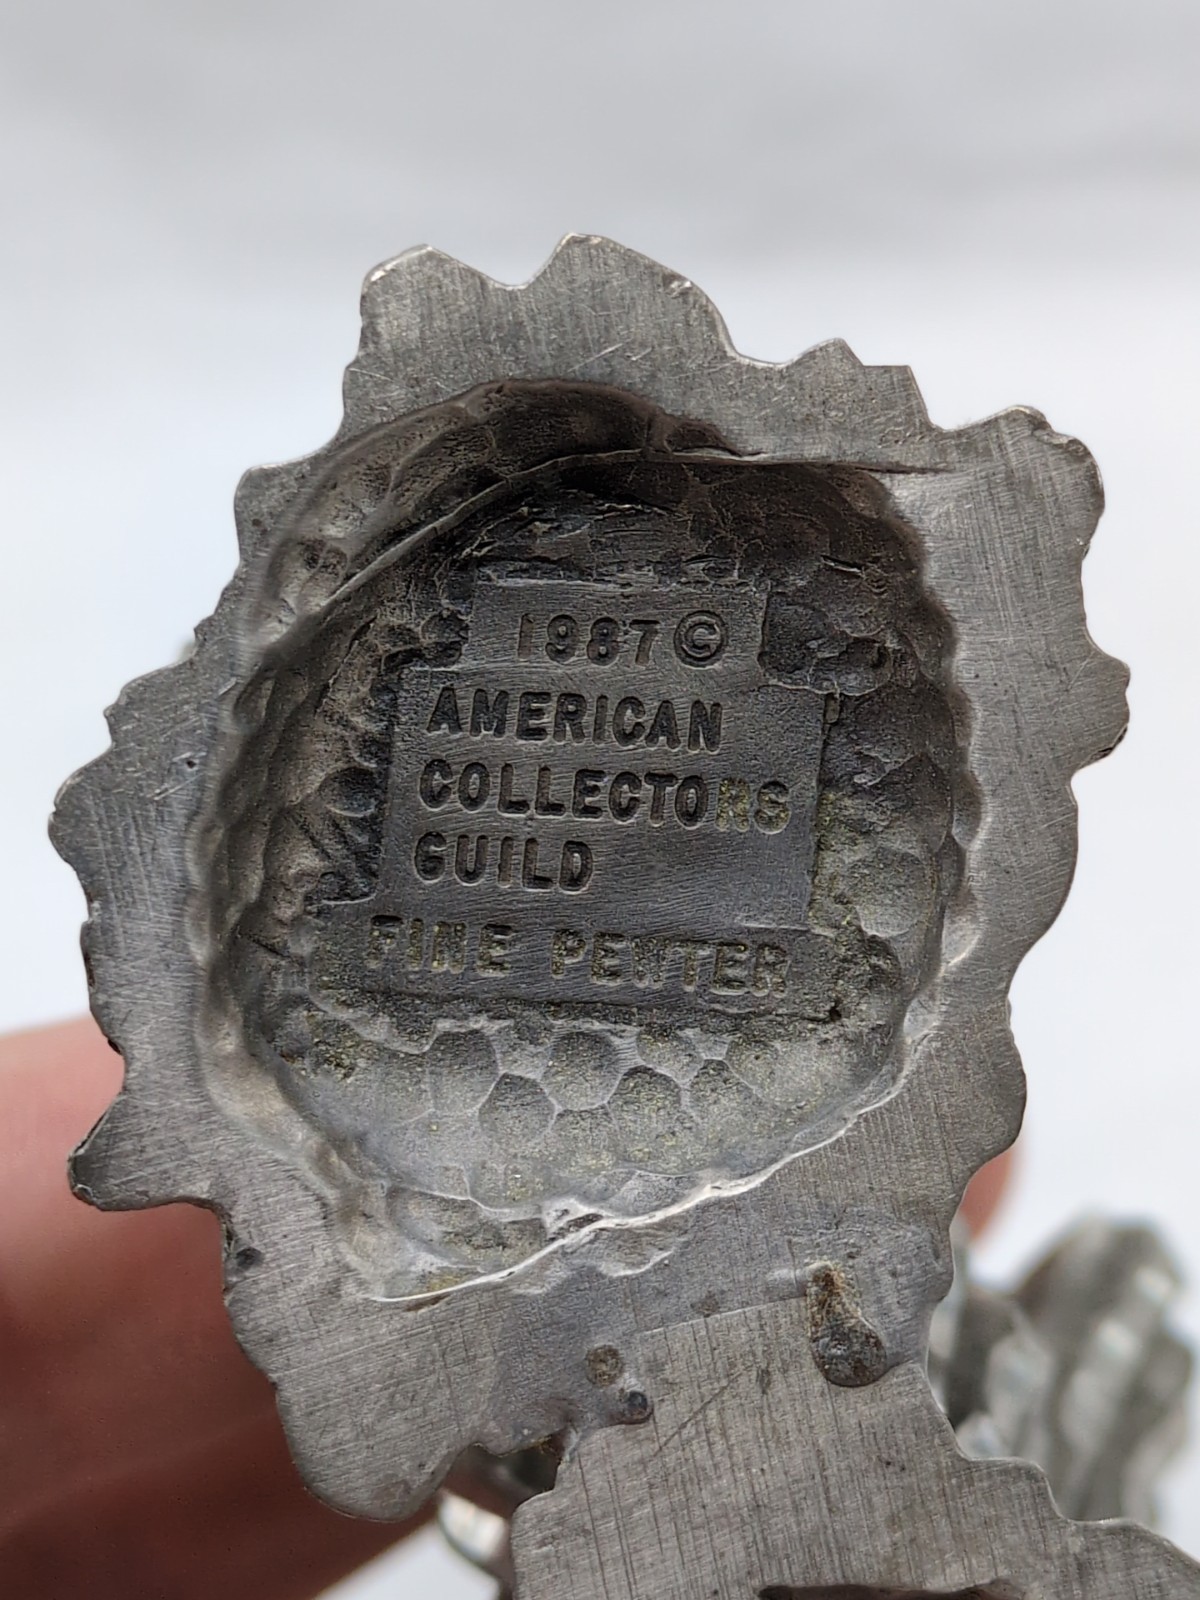 1987 ©
AMERICAN
COLLECTORS
GUILD
FINE PEWTER